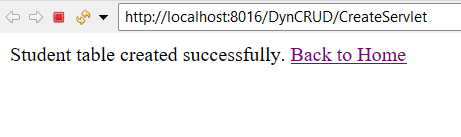 http://localhost:8016/DynCRUD/CreateServlet
Student table created successfully. Back to Home